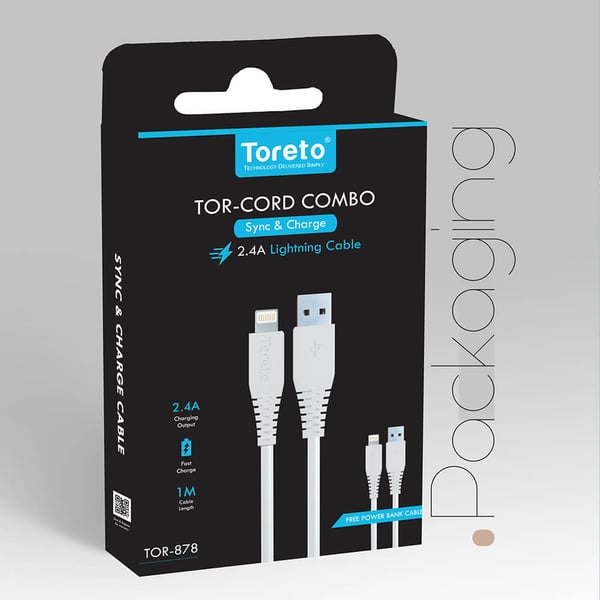 Toreto®
TECHNOLOGY DELIVERED SIMPLY
TOR-CORD COMBO
Sync & Charge
2.4A Lightning Cable
SYNC & CHARGE CABLE
Toreto
2.4A
Charging
Output
Fast
Charge
1M
Cable
Length
FREE POWER BANK CABLE
TOR-878
Packaging